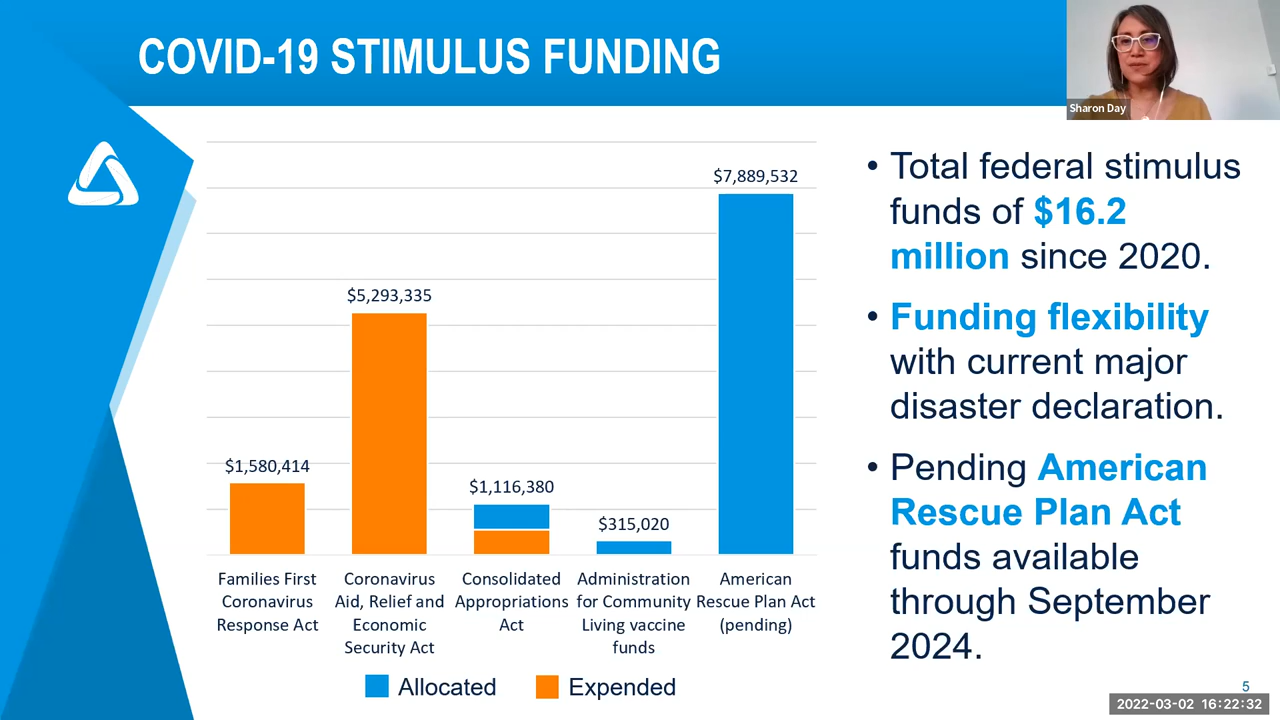 COVID-19 STIMULUS FUNDING
Sharon Day
$7,889,532
$5,293,335
$1,580,414
$1,116,380
$315,020
Families First
Coronavirus
Response Act
Coronavirus
Aid, Relief and
Economic
Security Act
Consolidated
Appropriations
Act
Administration
for Community
Living vaccine
funds
American
Rescue Plan Act
(pending)
Allocated
Expended
• Total federal stimulus
funds of $16.2
million since 2020.
• Funding flexibility
with current major
disaster declaration.
• Pending American
Rescue Plan Act
funds available
through September
2024.
5
2022-03-02 16:22:32